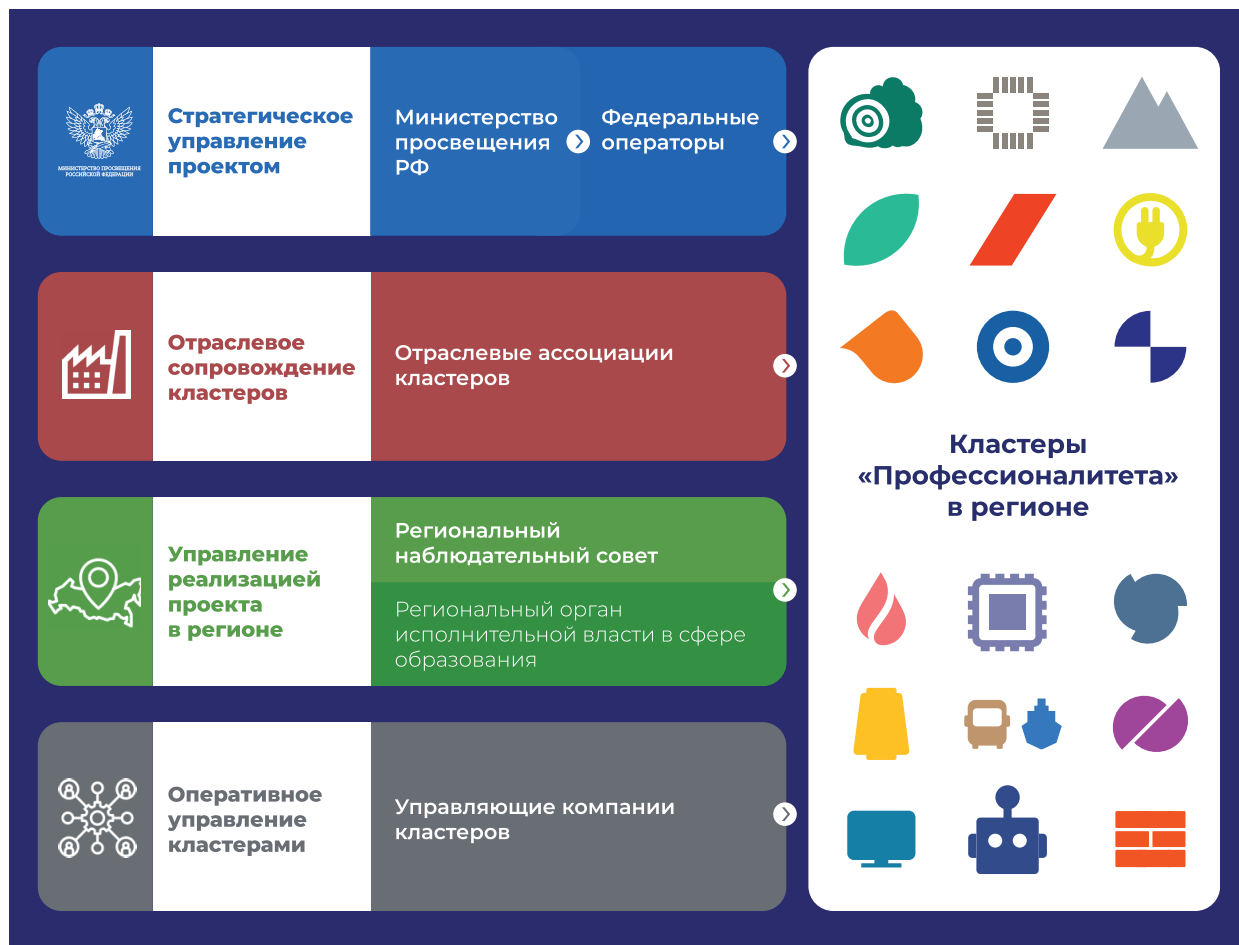 МИНИСТЕРСТВО ПРОСВЕЩЕНИЯ
РОССИЙСКОЙ ФЕДЕРАЦИИ
Стратегическое
управление
проектом
Министерство
просвещения
РФ
Федеральные
операторы
Отраслевое
сопровождение
кластеров
Отраслевые ассоциации
кластеров
Управление
реализацией
проекта
в регионе
Региональный
наблюдательный совет
Региональный орган
исполнительной власти в сфере
образования
Оперативное
управление
кластерами
Управляющие компании
кластеров
Кластеры
«Профессионалитета»
в регионе